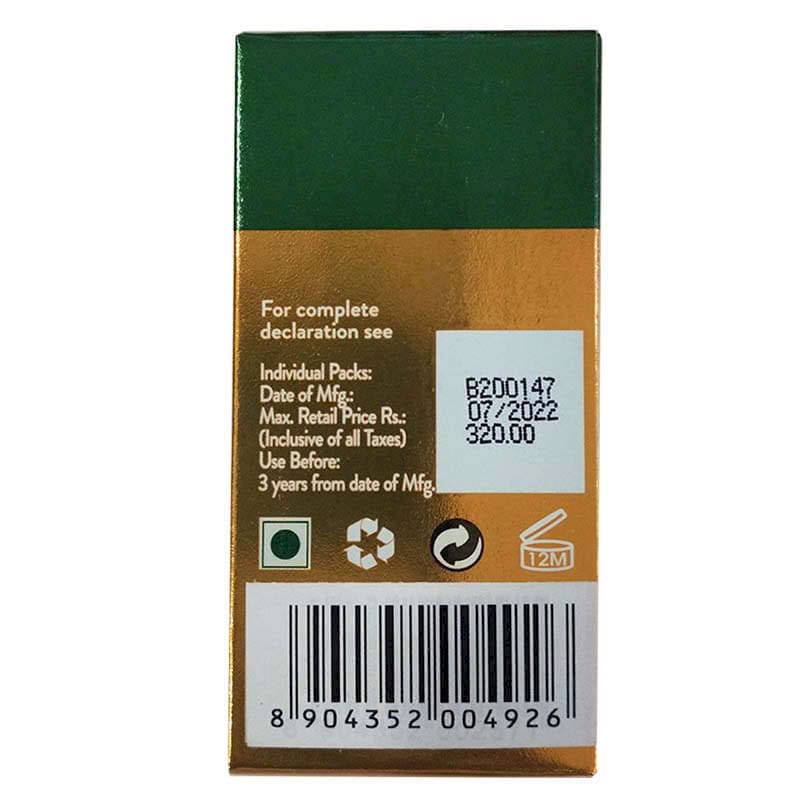 For complete
declaration see
Individual Packs:
Date of Mfg.:
Max. Retail Price Rs.:
(Inclusive of all Taxes)
Use Before:
3 years from date of Mfg.
B200147
07/2022
320.00
12M
8 904352 004926